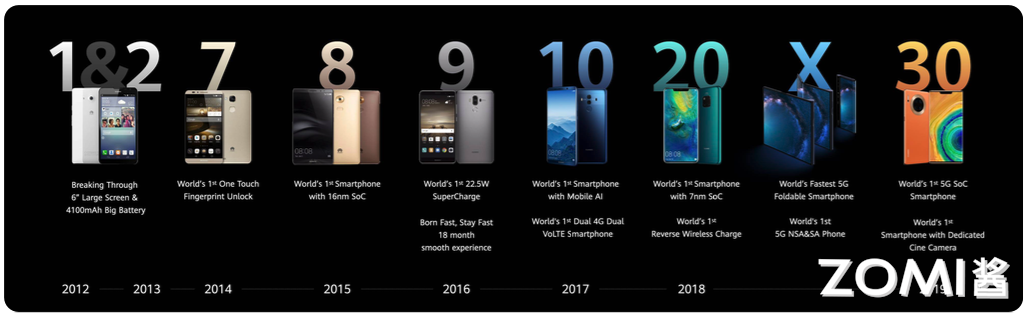 1&2
7
8
9
10
20
X
30
Breaking Through
6" Large Screen &
4100mAh Big Battery
World's 1st One Touch
Fingerprint Unlock
World's 1st Smartphone
with 16nm SoC
World's 1st 22.5W
SuperCharge
Born Fast, Stay Fast
18 month
smooth experience
World's 1st Smartphone
with Mobile AI
World's 1st Dual 4G Dual
VoLTE Smartphone
World's 1st Smartphone
with 7nm SoC
World's 1st
Reverse Wireless Charge
World's Fastest 5G
Foldable Smartphone
World's 1st
5G NSA&SA Phone
World's 1st 5G SoC
Smartphone
World's 1st
Smartphone with Dedicated
Cine Camera
2012
2013
2014
2015
2016
2017
2018
ZOMI酱